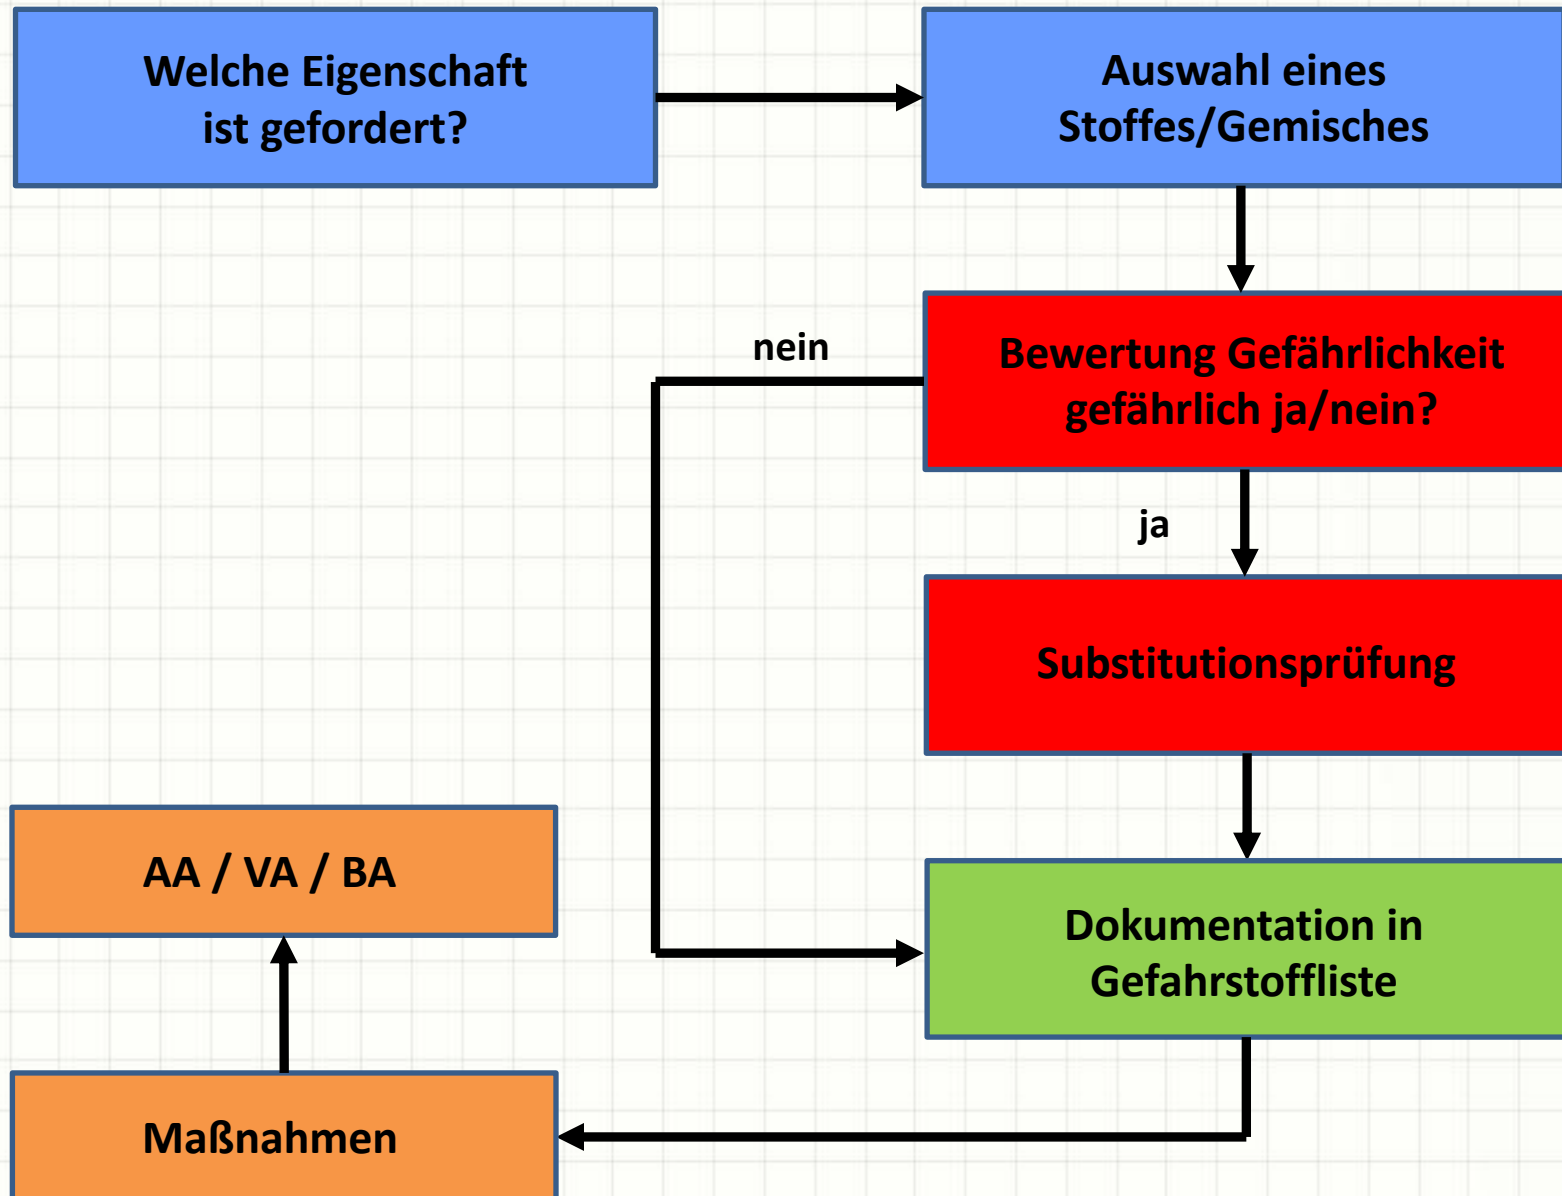 Welche Eigenschaft
ist gefordert?
Auswahl eines
Stoffes/Gemisches
nein
Bewertung Gefährlichkeit
gefährlich ja/nein?
ja
Substitutionsprüfung
AA / VA / BA
Dokumentation in
Gefahrstoffliste
Maßnahmen